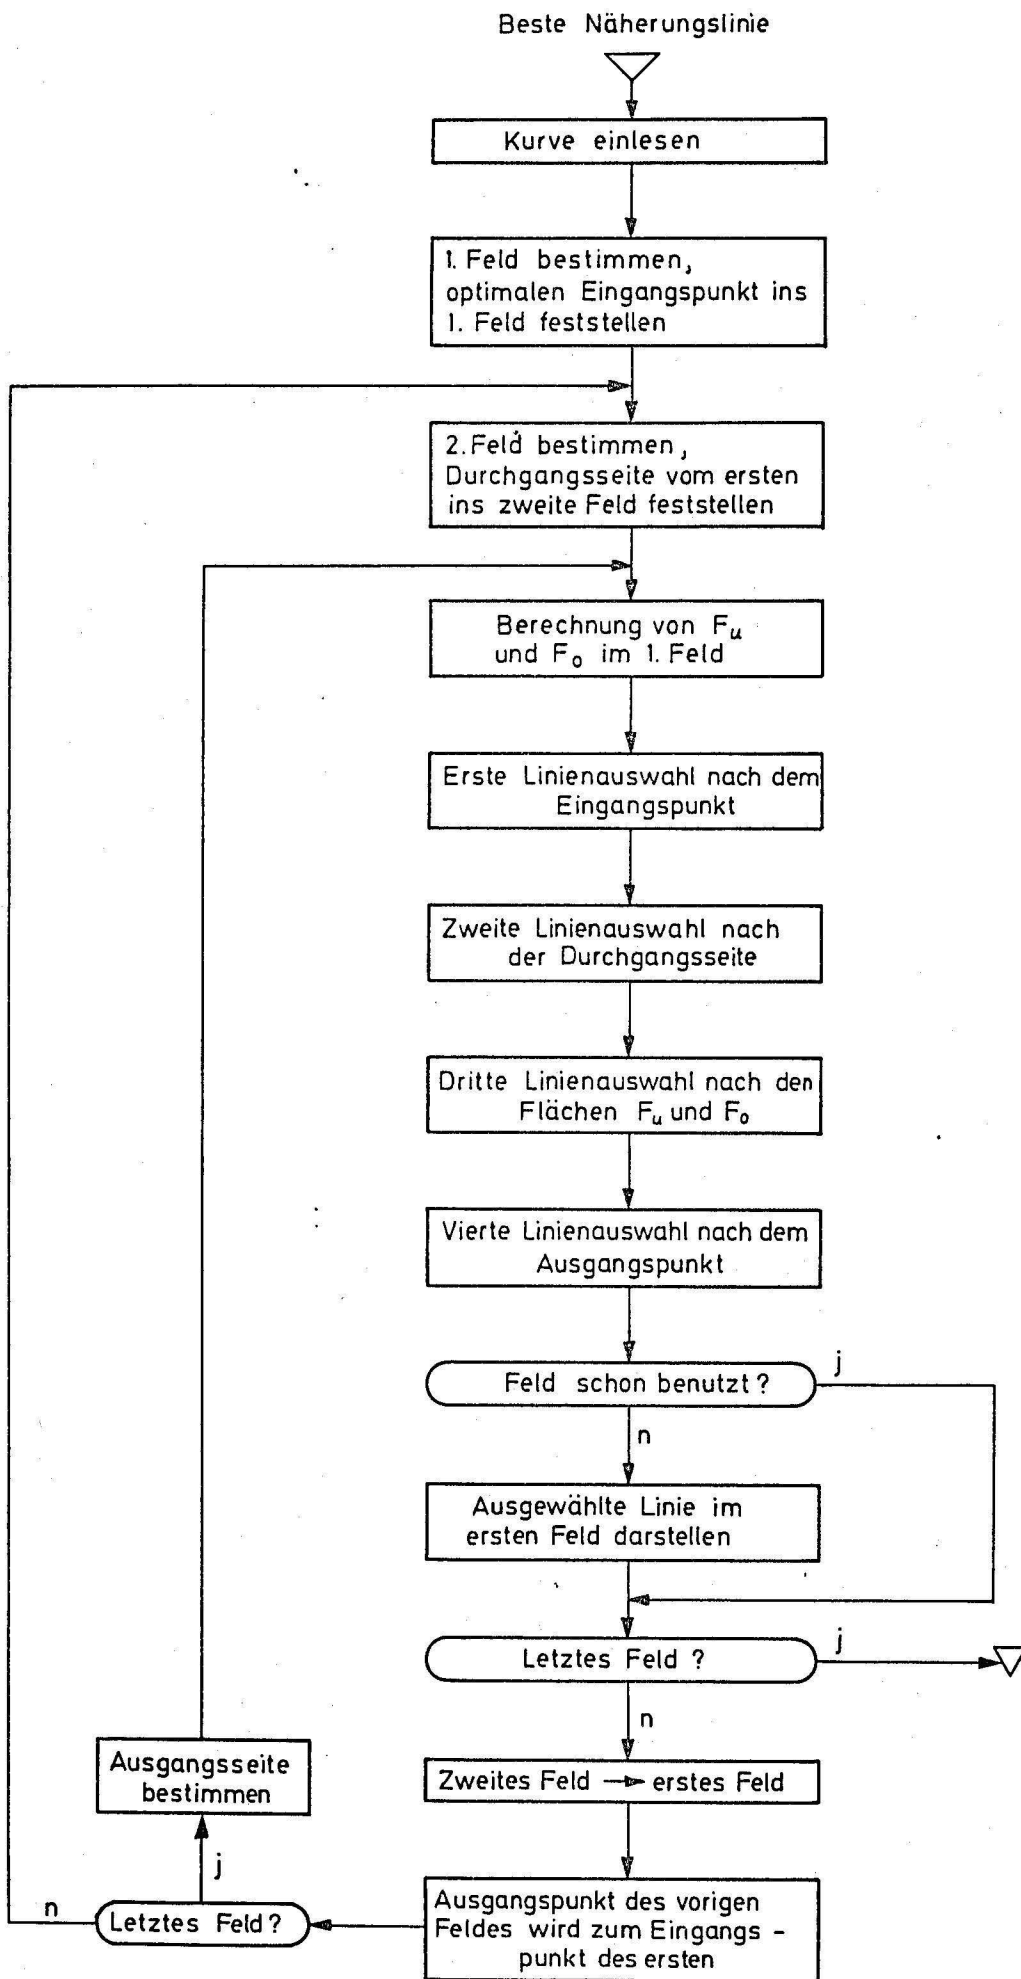 Beste Näherungslinie
Kurve einlesen
1. Feld bestimmen,
optimalen Eingangspunkt ins
1. Feld feststellen
2. Feld bestimmen,
Durchgangsseite vom ersten
ins zweite Feld feststellen
Berechnung von Fu
und Fo im 1. Feld
Erste Linienauswahl nach dem
Eingangspunkt
Zweite Linienauswahl nach
der Durchgangsseite
Dritte Linienauswahl nach den
Flächen Fu und Fo
Vierte Linienauswahl nach dem
Ausgangspunkt
Feld schon benutzt?
j
n
Ausgewählte Linie im
ersten Feld darstellen
Letztes Feld?
j
n
Zweites Feld → erstes Feld
Ausgangspunkt des vorigen
Feldes wird zum Eingangs-
punkt des ersten
Letztes Feld?
n
j
Ausgangsseite
bestimmen